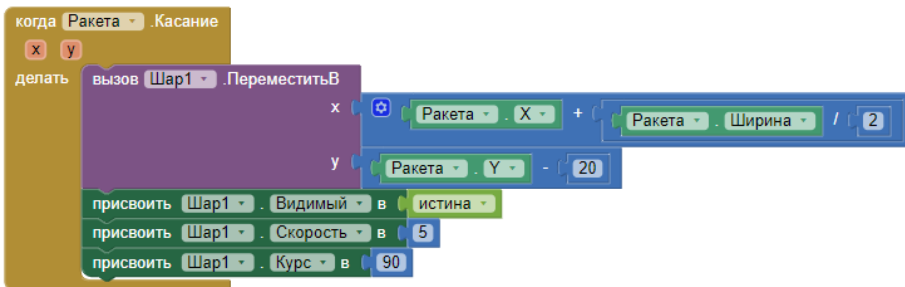 когда Ракета .Касание
x y
делать вызов Шар1 .ПереместитьВ
x Ракета . X + Ракета . Ширина / 2
y Ракета . Y - 20
присвоить Шар1 . Видимый в истина
присвоить Шар1 . Скорость в 5
присвоить Шар1 . Курс в 90